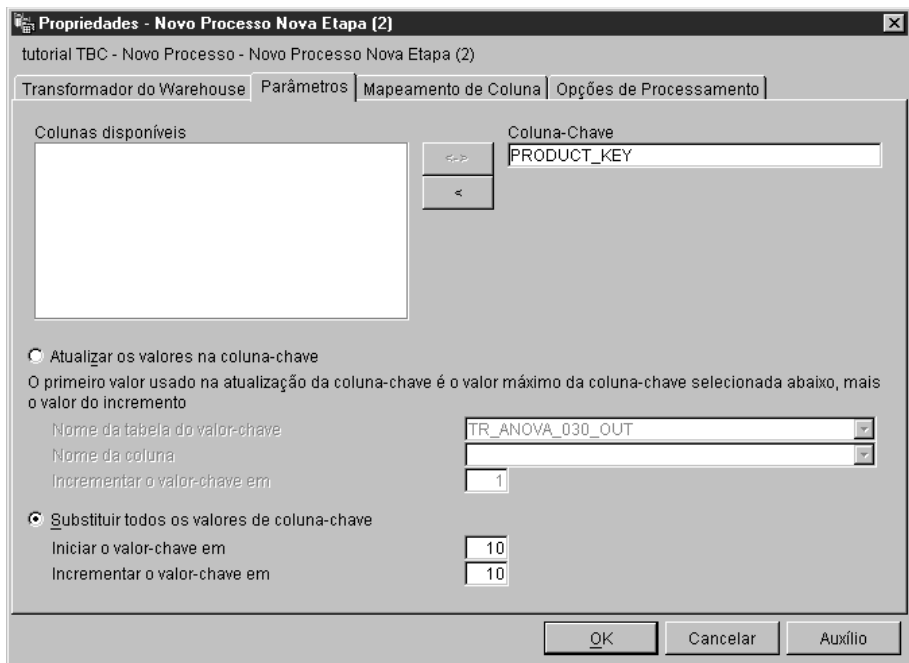 Propriedades - Novo Processo Nova Etapa (2)
tutorial TBC - Novo Processo - Novo Processo Nova Etapa (2)
Transformador do Warehouse Parâmetros Mapeamento de Coluna Opções de Processamento
Colunas disponíveis Coluna-Chave
<-> PRODUCT_KEY
<
Atualizar os valores na coluna-chave
O primeiro valor usado na atualização da coluna-chave é o valor máximo da coluna-chave selecionada abaixo, mais
o valor do incremento
Nome da tabela do valor-chave TR_ANOVA_030_OUT
Nome da coluna
Incrementar o valor-chave em 1
Substituir todos os valores de coluna-chave
Iniciar o valor-chave em 10
Incrementar o valor-chave em 10
OK Cancelar Auxílio